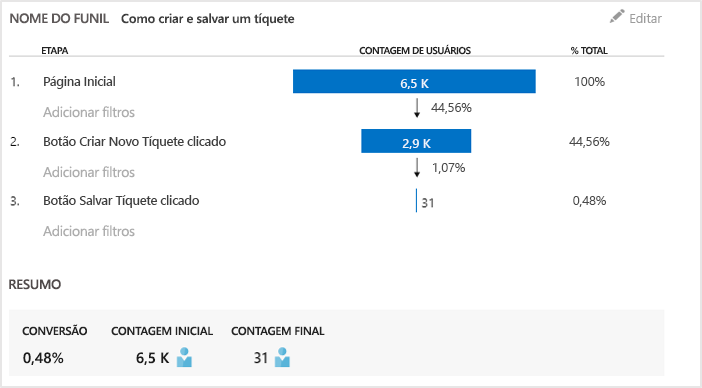 NOME DO FUNIL Como criar e salvar um tíquete Editar
ETAPA CONTAGEM DE USUÁRIOS % TOTAL
1. Página Inicial 6,5 K 100%
Adicionar filtros 44,56%
2. Botão Criar Novo Tíquete clicado 2,9 K 44,56%
Adicionar filtros 1,07%
3. Botão Salvar Tíquete clicado 31 0,48%
Adicionar filtros
RESUMO
CONVERSÃO CONTAGEM INICIAL CONTAGEM FINAL
0,48% 6,5 K 31